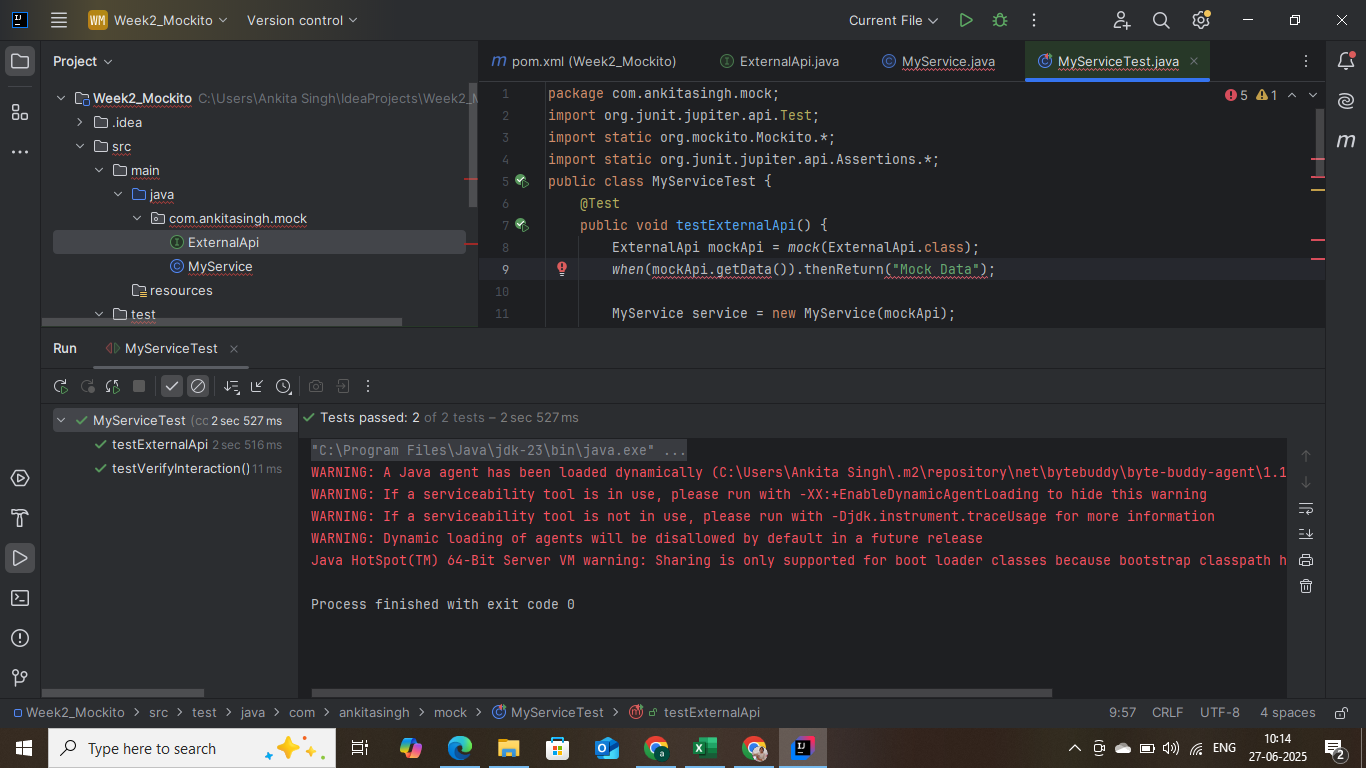 WM Week2_Mockito Version control Current File
Project
pom.xml (Week2_Mockito) ExternalApi.java MyService.java MyServiceTest.java
Week2_Mockito C:\Users\Ankita Singh\IdeaProjects\Week2_M
.idea
src
main
java
com.ankitasingh.mock
ExternalApi
MyService
resources
test
5 1
1 package com.ankitasingh.mock;
2 import org.junit.jupiter.api.Test;
3 import static org.mockito.Mockito.*;
4 import static org.junit.jupiter.api.Assertions.*;
5 public class MyServiceTest {
6 @Test
7 public void testExternalApi() {
8 ExternalApi mockApi = mock(ExternalApi.class);
9 when(mockApi.getData()).thenReturn("Mock Data");
10
11 MyService service = new MyService(mockApi);
Run MyServiceTest
MyServiceTest (cc 2 sec 527 ms
testExternalApi 2 sec 516 ms
testVerifyInteraction() 11 ms
Tests passed: 2 of 2 tests – 2 sec 527 ms
"C:\Program Files\Java\jdk-23\bin\java.exe" ...
WARNING: A Java agent has been loaded dynamically (C:\Users\Ankita Singh\.m2\repository\net\bytebuddy\byte-buddy-agent\1.1
WARNING: If a serviceability tool is in use, please run with -XX:+EnableDynamicAgentLoading to hide this warning
WARNING: If a serviceability tool is not in use, please run with -Djdk.instrument.traceUsage for more information
WARNING: Dynamic loading of agents will be disallowed by default in a future release
Java HotSpot(TM) 64-Bit Server VM warning: Sharing is only supported for boot loader classes because bootstrap classpath h
Process finished with exit code 0
Week2_Mockito > src > test > java > com > ankitasingh > mock > MyServiceTest > testExternalApi 9:57 CRLF UTF-8 4 spaces
Type here to search
ENG
10:14
27-06-2025
2